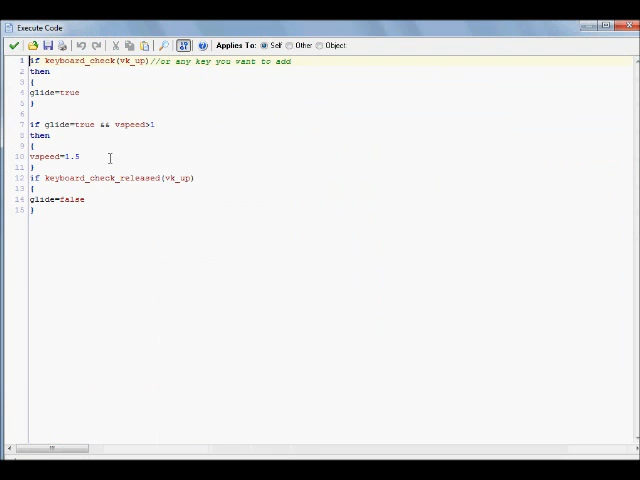 Execute Code
Applies To: Self Other Object
1 if keyboard_check(vk_up)//or any key you want to add
2 then
3 {
4 glide=true
5 }
6
7 if glide=true && vspeed>1
8 then
9 {
10 vspeed=1.5
11 }
12 if keyboard_check_released(vk_up)
13 {
14 glide=false
15 }